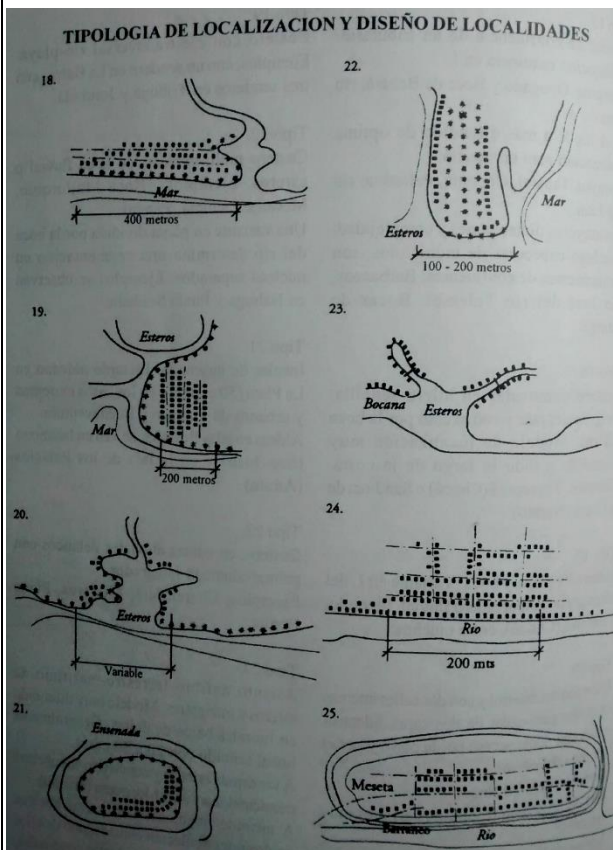 TIPOLOGIA DE LOCALIZACION Y DISEÑO DE LOCALIDADES
18.
Mar
400 metros
19.
Esteros
Mar
200 metros
20.
Esteros
Variable
21.
Ensenada
22.
Mar
Esteros
100 - 200 metros
23.
Bocana
Esteros
24.
Rio
200 mts
25.
Meseta
Barranco
Rio